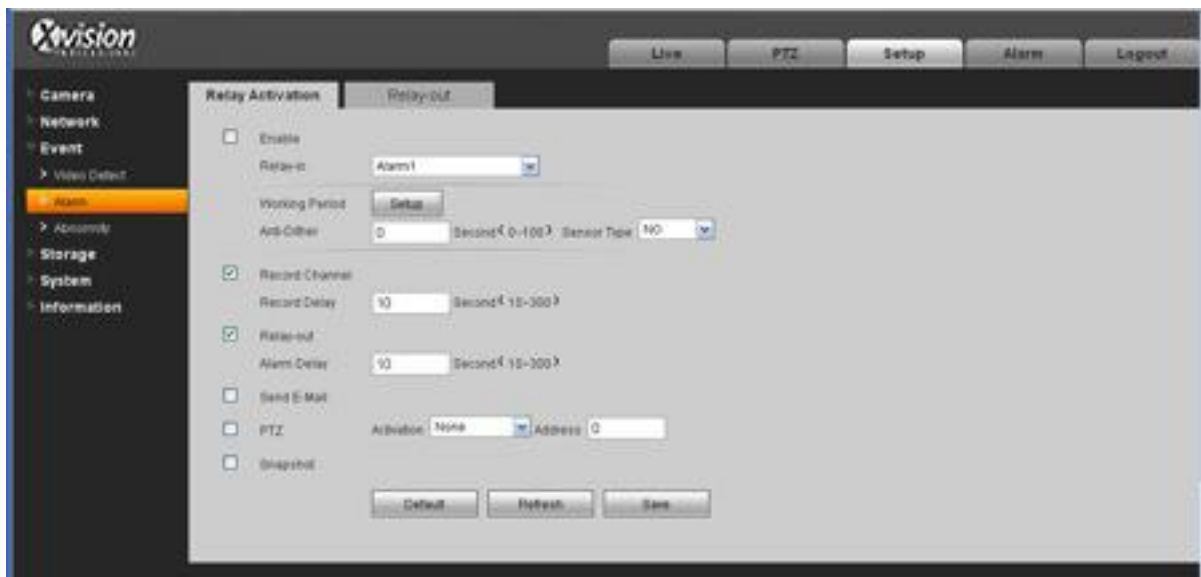 Xvision
PROFESSIONAL
Live
PTZ
Setup
Alarm
Logout
Camera
Network
Event
Video Detect
Alarm
Abnormity
Storage
System
Information
Relay Activation
Relay-out
Enable
Relay-in Alarm1
Working Period Setup
Anti-Dither 0 Second( 0~100) Sensor Type NO
Record Channel
Record Delay 10 Second( 10~300)
Relay-out
Alarm Delay 10 Second( 10~300)
Send E-Mail
PTZ Activation None Address 0
Snapshot
Default Refresh Save